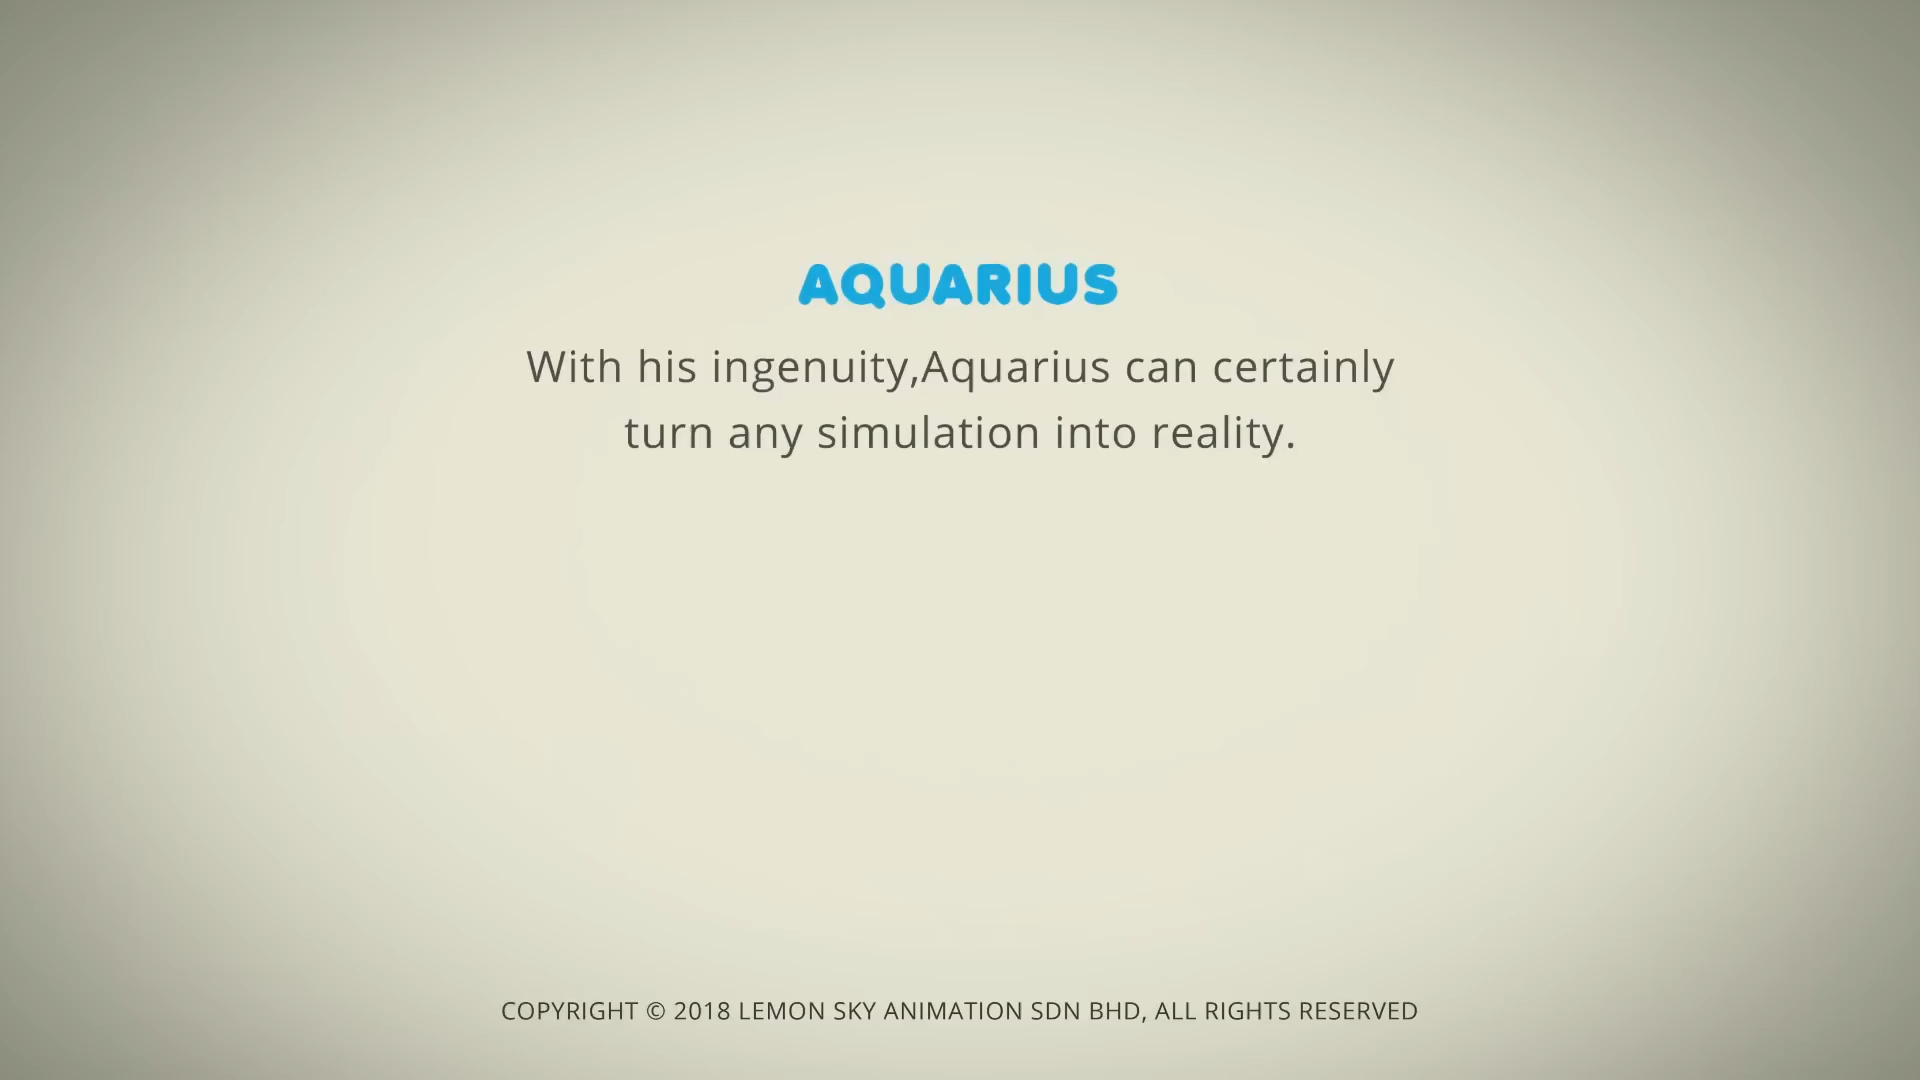 AQUARIUS
With his ingenuity,Aquarius can certainly
turn any simulation into reality.
COPYRIGHT © 2018 LEMON SKY ANIMATION SDN BHD, ALL RIGHTS RESERVED